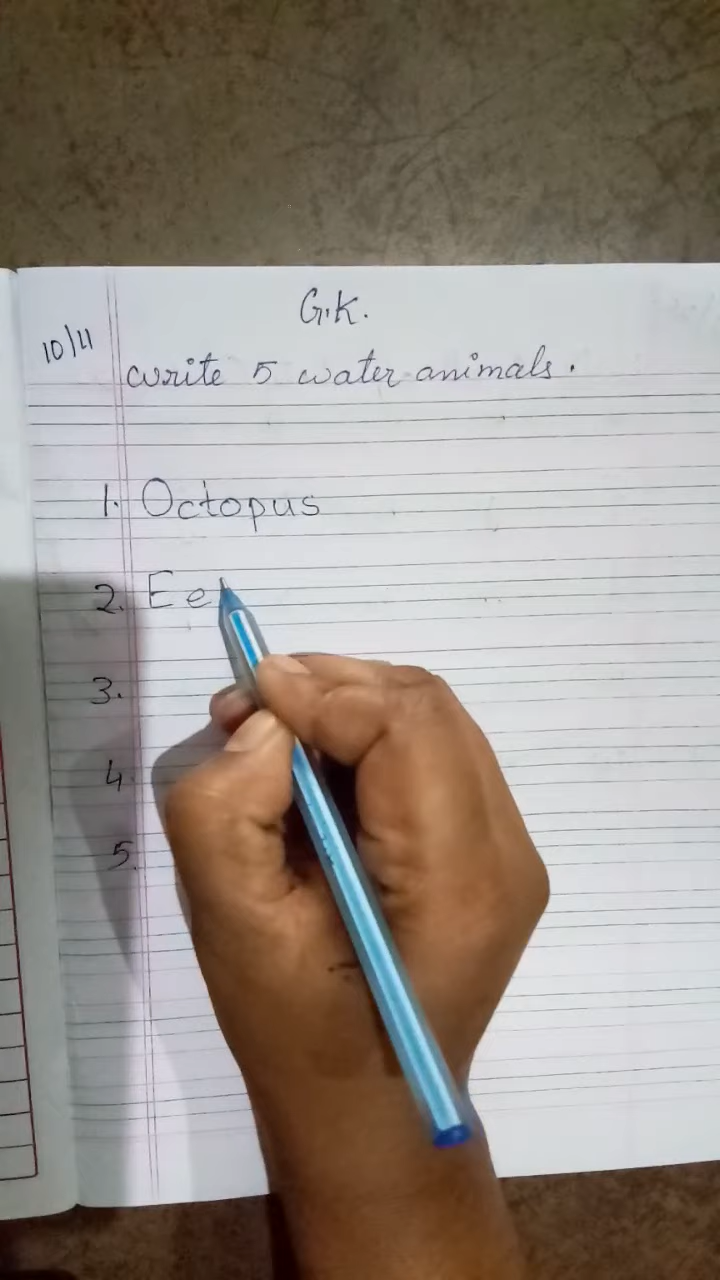 G.K.
10/11
write 5 water animals.
1. Octopus
2. Ee
3.
4.
5.